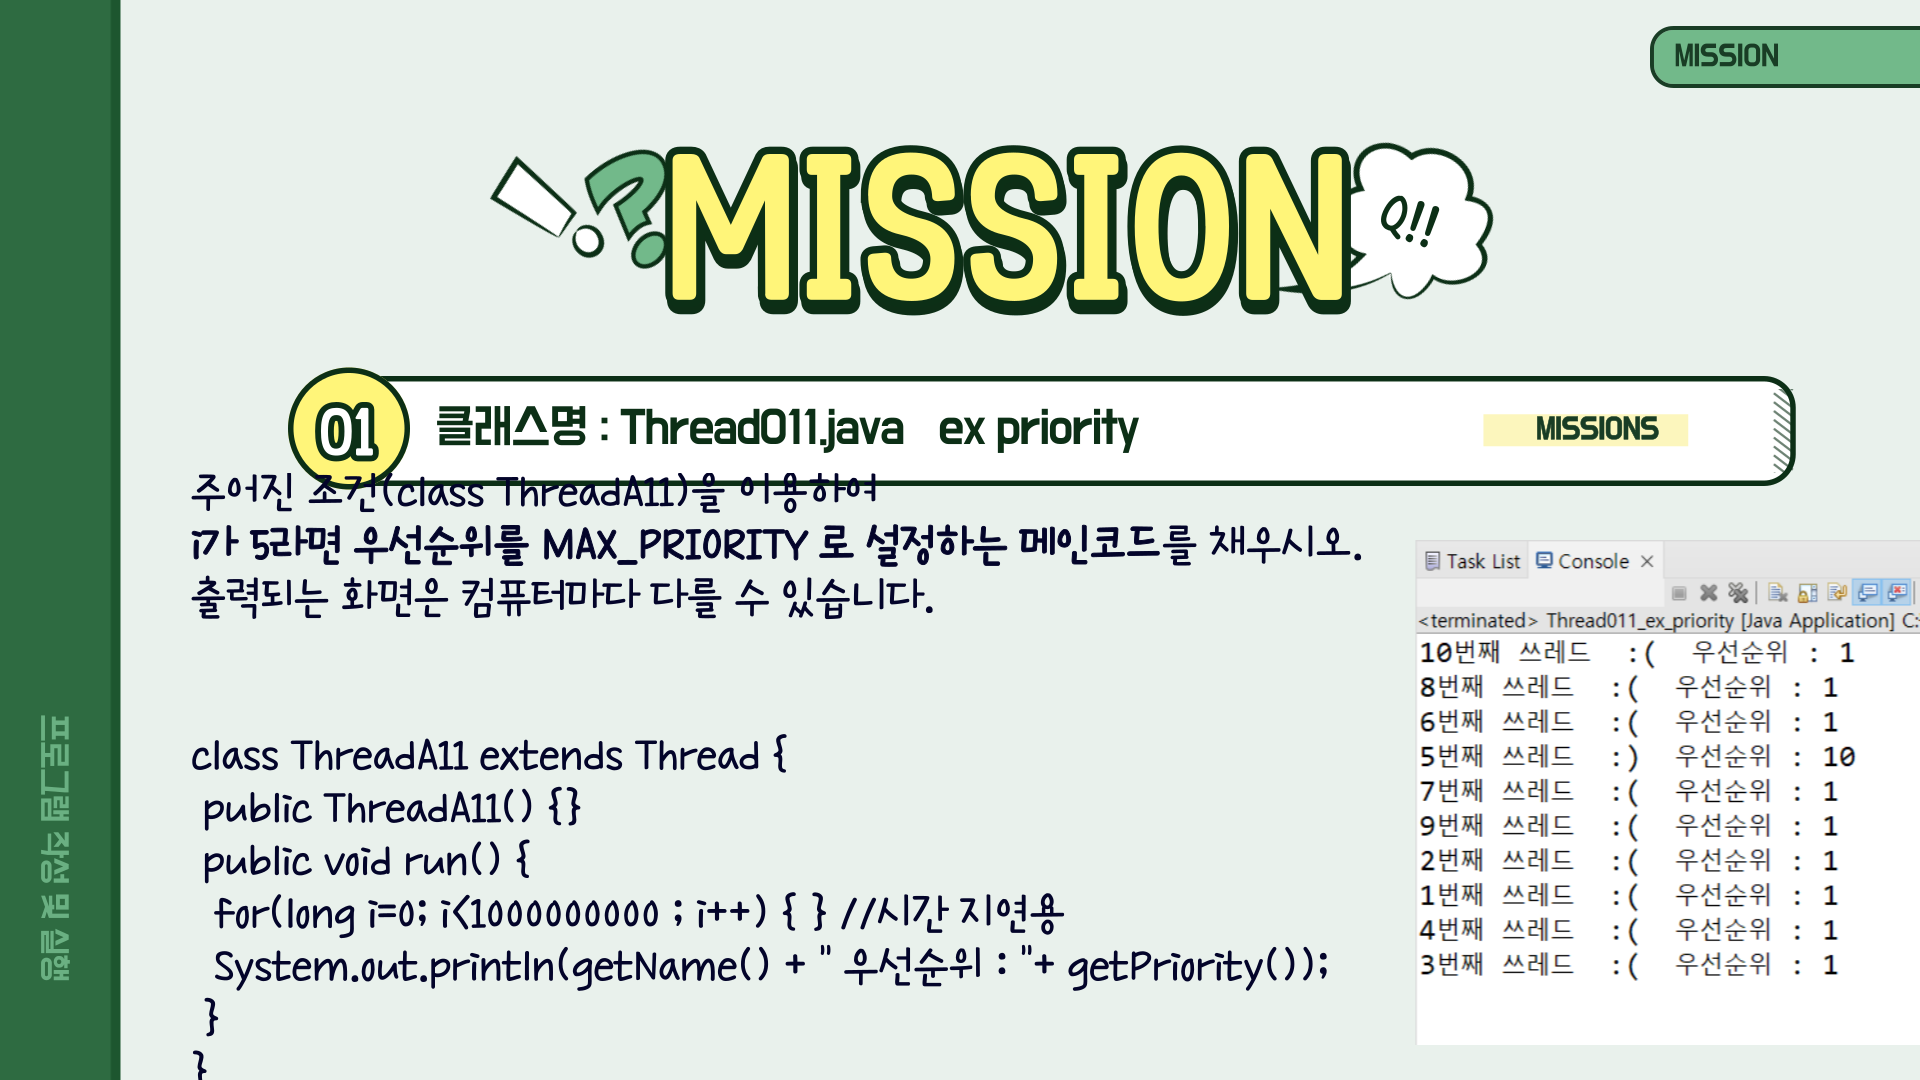 MISSION
MISSION
Q!!
01
클래스명 : Thread011.java ex priority
MISSIONS
주어진 조건(class ThreadA11)을 이용하여
i가 5라면 우선순위를 MAX_PRIORITY 로 설정하는 메인코드를 채우시오.
출력되는 화면은 컴퓨터마다 다를 수 있습니다.
class ThreadA11 extends Thread {
public ThreadA11() {}
public void run() {
for(long i=0; i<1000000000 ; i++) { } //시간 지연용
System.out.println(getName() + " 우선순위 : "+ getPriority());
}
}
Task List Console
<terminated> Thread011_ex_priority [Java Application] C:
10번째 쓰레드 :( 우선순위 : 1
8번째 쓰레드 :( 우선순위 : 1
6번째 쓰레드 :( 우선순위 : 1
5번째 쓰레드 :) 우선순위 : 10
7번째 쓰레드 :( 우선순위 : 1
9번째 쓰레드 :( 우선순위 : 1
2번째 쓰레드 :( 우선순위 : 1
1번째 쓰레드 :( 우선순위 : 1
4번째 쓰레드 :( 우선순위 : 1
3번째 쓰레드 :( 우선순위 : 1
프로그램 작성 및 실행